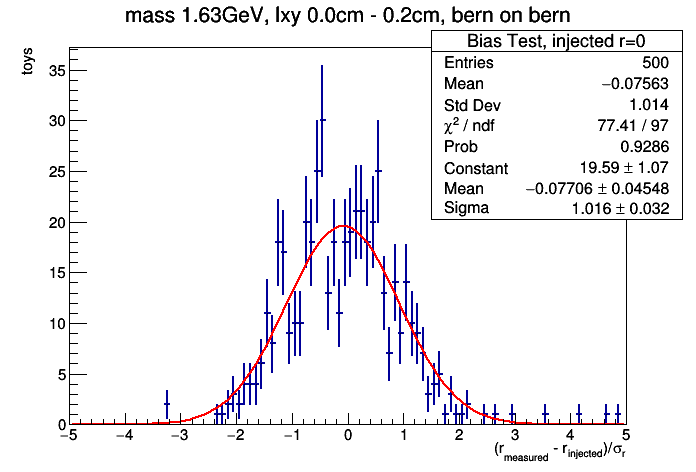 mass 1.63GeV, lxy 0.0cm - 0.2cm, bern on bern
Bias Test, injected r=0
Entries 500
Mean −0.07563
Std Dev 1.014
χ² / ndf 77.41 / 97
Prob 0.9286
Constant 19.59 ± 1.07
Mean −0.07706 ± 0.04548
Sigma 1.016 ± 0.032
toys
35
30
25
20
15
10
5
0
−5 −4 −3 −2 −1 0 1 2 3 4 5
(r_measured - r_injected)/σ_r